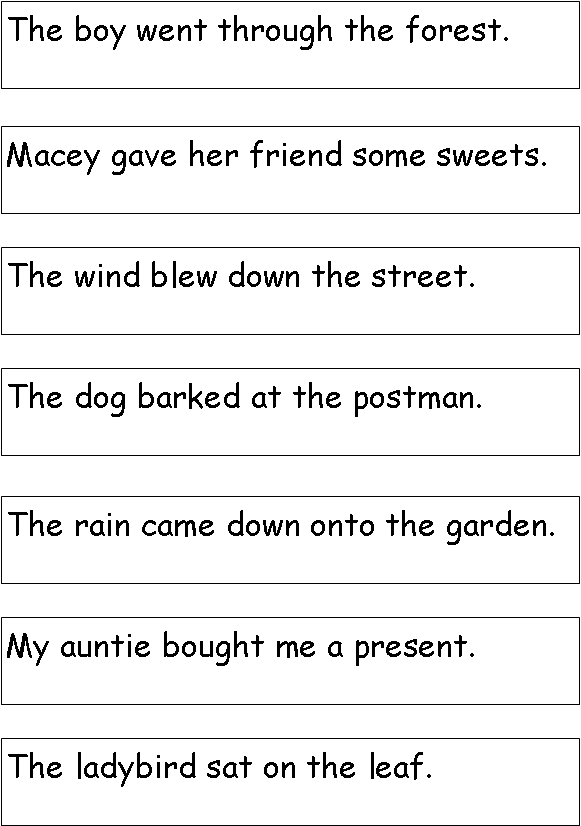 The boy went through the forest.
Macey gave her friend some sweets.
The wind blew down the street.
The dog barked at the postman.
The rain came down onto the garden.
My auntie bought me a present.
The ladybird sat on the leaf.